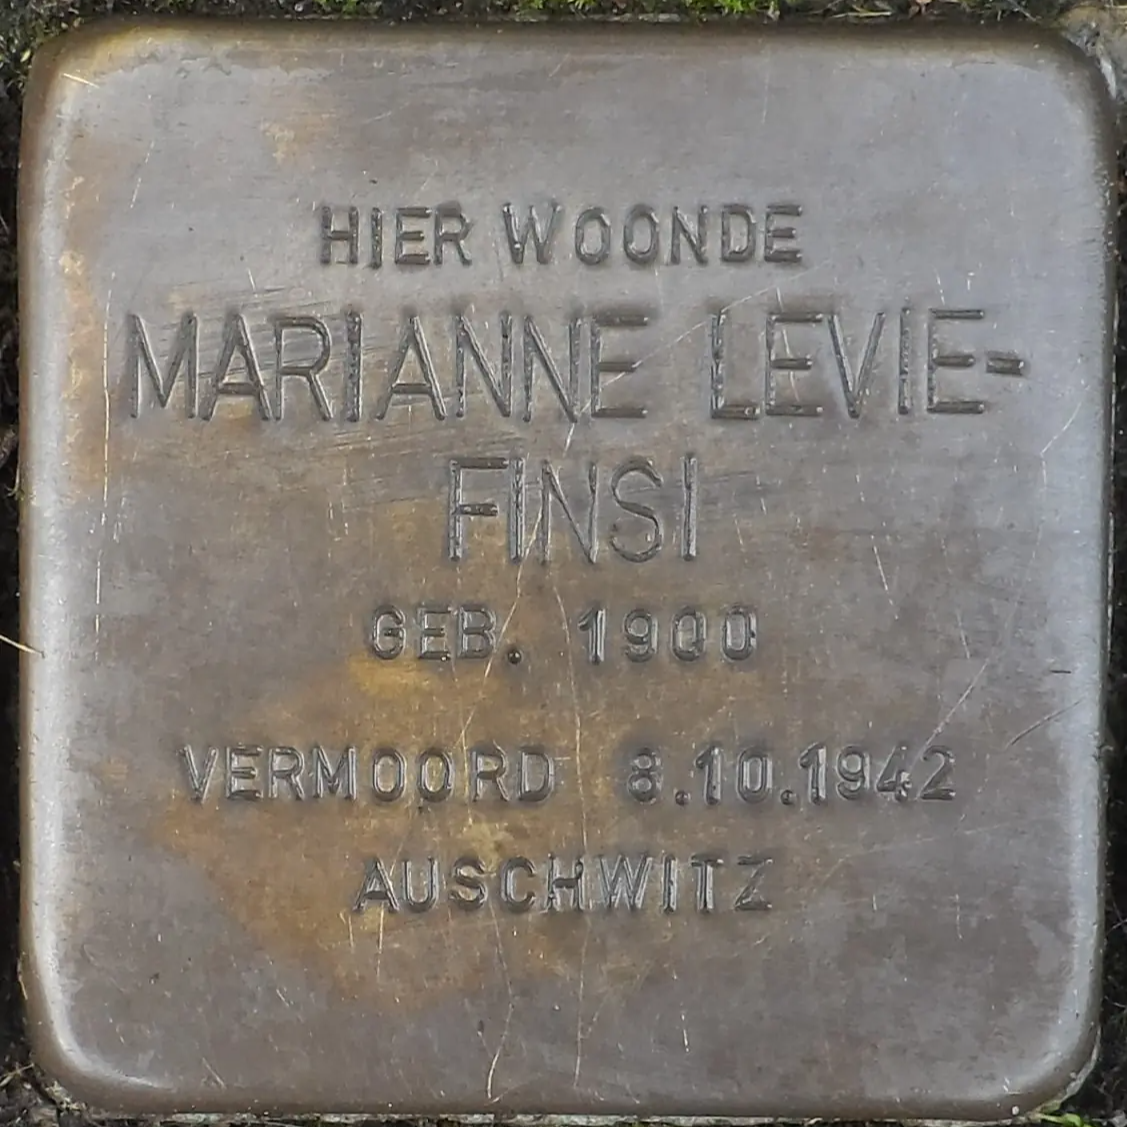 HIER WOONDE
MARIANNE LEVIE-
FINSI
GEB. 1900
VERMOORD 8.10.1942
AUSCHWITZ